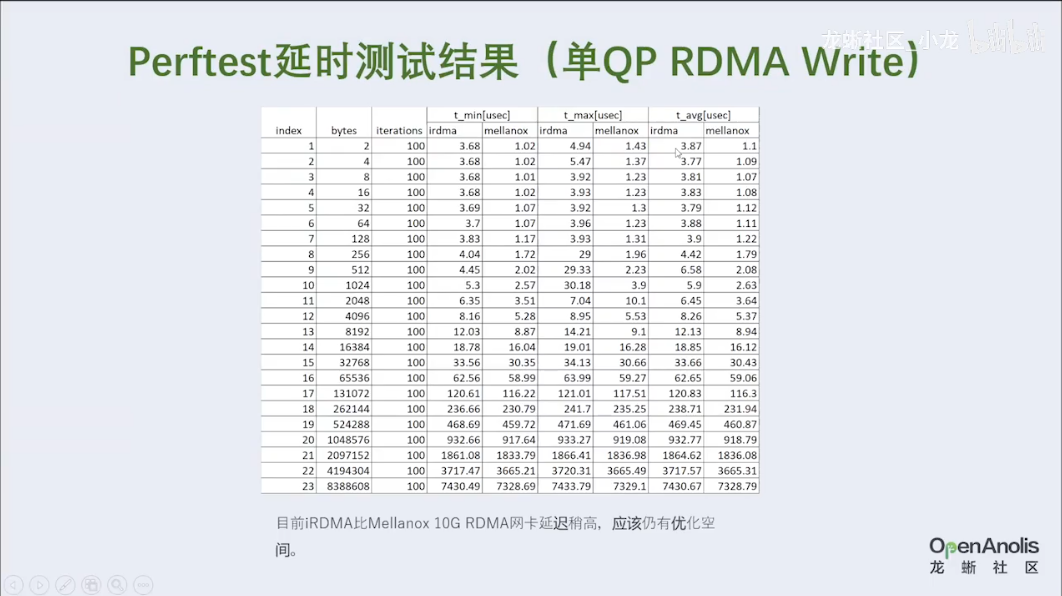 龙蜥社区_小龙 bilibili
Perftest延时测试结果（单QP RDMA Write）
t_min[usec] t_max[usec] t_avg[usec]
index bytes iterations irdma mellanox irdma mellanox irdma mellanox
1 2 100 3.68 1.02 4.94 1.43 3.87 1.1
2 4 100 3.68 1.02 5.47 1.37 3.77 1.09
3 8 100 3.68 1.01 3.92 1.23 3.81 1.07
4 16 100 3.68 1.02 3.93 1.23 3.83 1.08
5 32 100 3.69 1.07 3.92 1.3 3.79 1.12
6 64 100 3.7 1.07 3.96 1.23 3.88 1.11
7 128 100 3.83 1.17 3.93 1.31 3.9 1.22
8 256 100 4.04 1.72 29 1.96 4.42 1.79
9 512 100 4.45 2.02 29.33 2.23 6.58 2.08
10 1024 100 5.3 2.57 30.18 3.9 5.9 2.63
11 2048 100 6.35 3.51 7.04 10.1 6.45 3.64
12 4096 100 8.16 5.28 8.95 5.53 8.26 5.37
13 8192 100 12.03 8.87 14.21 9.1 12.13 8.94
14 16384 100 18.78 16.04 19.01 16.28 18.85 16.12
15 32768 100 33.56 30.35 34.13 30.66 33.66 30.43
16 65536 100 62.56 58.99 63.99 59.27 62.65 59.06
17 131072 100 120.61 116.22 121.01 117.51 120.83 116.3
18 262144 100 236.66 230.79 241.7 235.25 238.71 231.94
19 524288 100 468.69 459.72 471.69 461.06 469.45 460.87
20 1048576 100 932.66 917.64 933.27 919.08 932.77 918.79
21 2097152 100 1861.08 1833.79 1866.41 1836.98 1864.62 1836.08
22 4194304 100 3717.47 3665.21 3720.31 3665.49 3717.57 3665.31
23 8388608 100 7430.49 7328.69 7433.79 7329.1 7430.67 7328.79
目前iRDMA比Mellanox 10G RDMA网卡延迟稍高，应该仍有优化空
间。
OpenAnolis
龙蜥社区